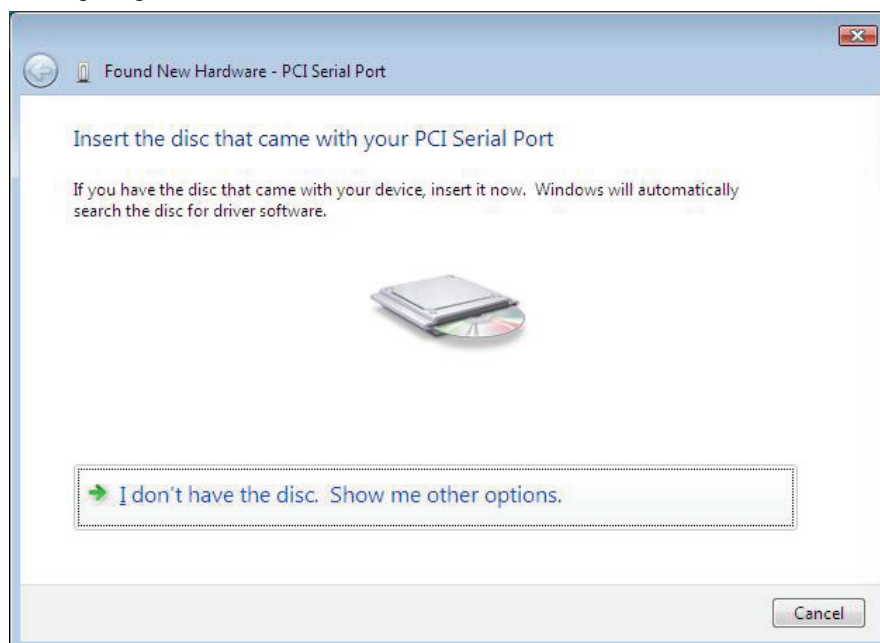 Found New Hardware - PCI Serial Port
Insert the disc that came with your PCI Serial Port
If you have the disc that came with your device, insert it now.  Windows will automatically
search the disc for driver software.
I don't have the disc.  Show me other options.
Cancel